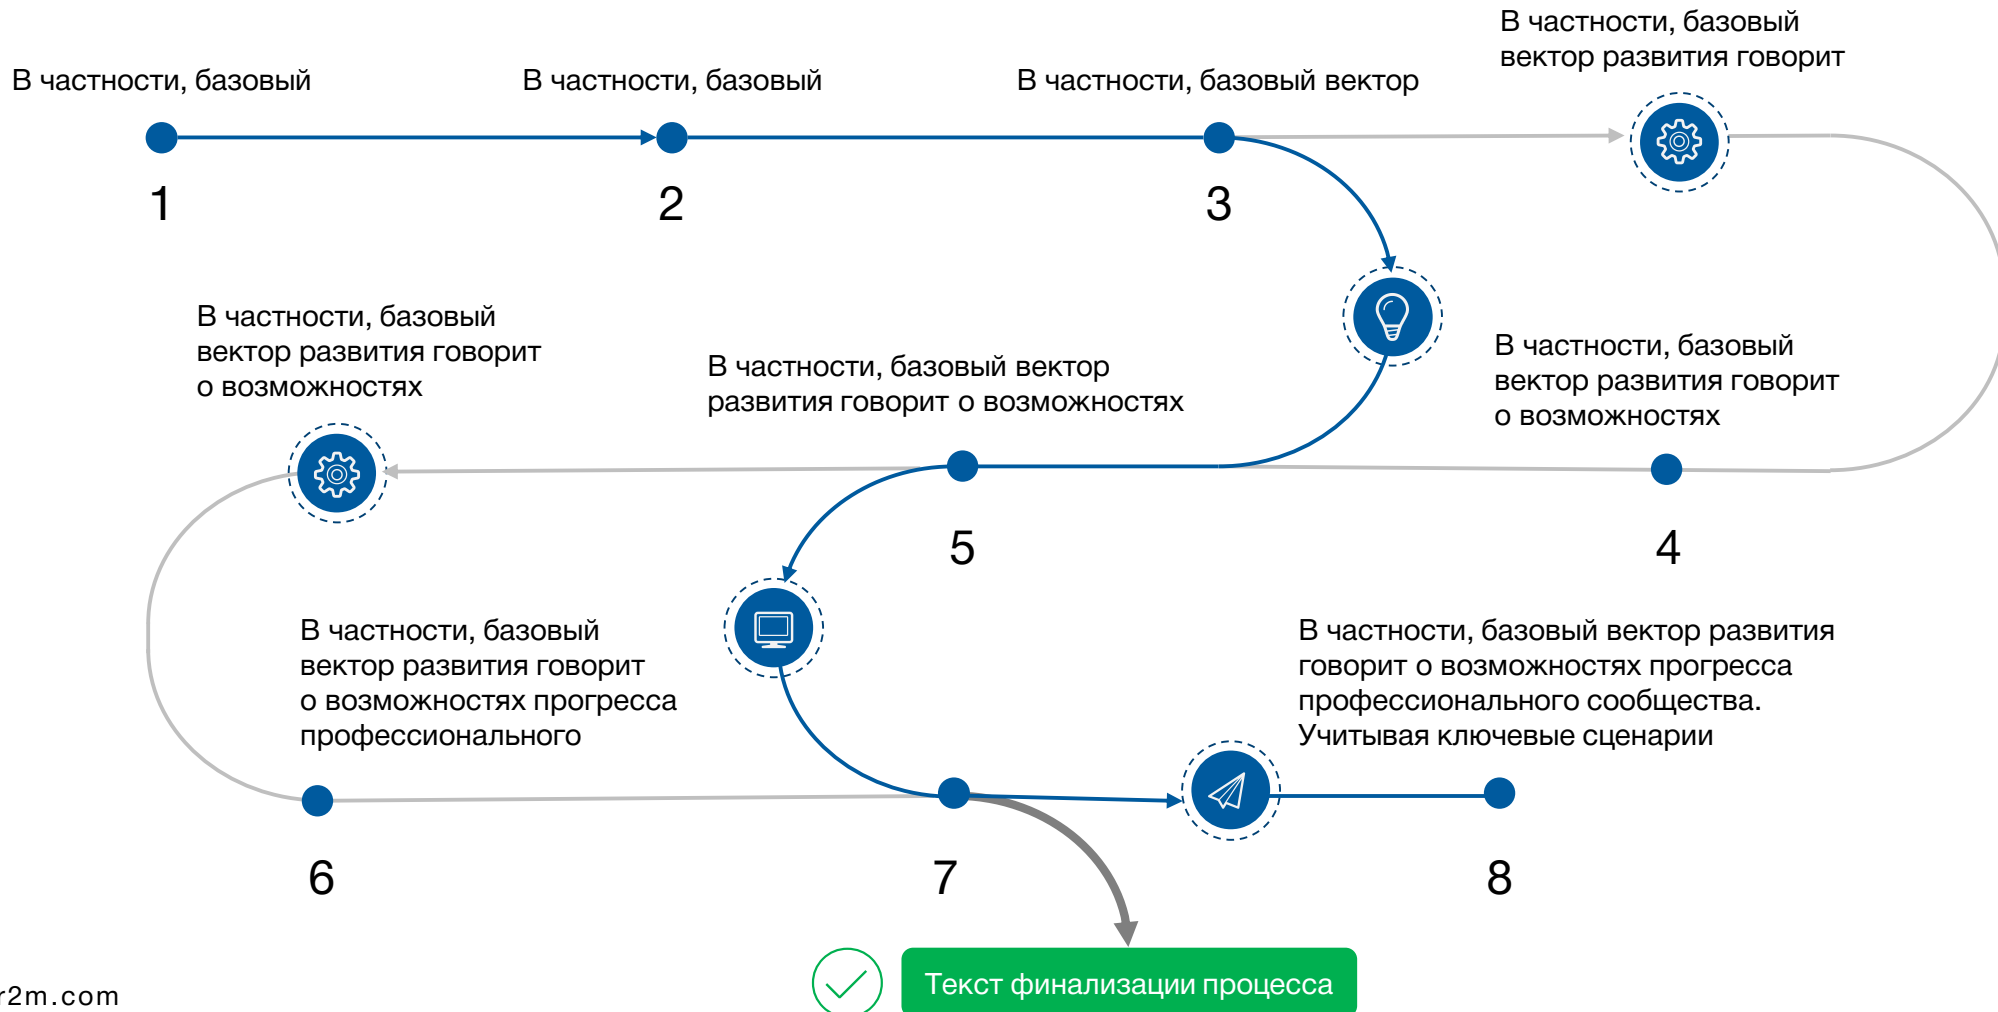 В частности, базовый
В частности, базовый
В частности, базовый вектор
В частности, базовый
вектор развития говорит
1
2
3
В частности, базовый
вектор развития говорит
о возможностях
В частности, базовый вектор
развития говорит о возможностях
В частности, базовый
вектор развития говорит
о возможностях
5
4
В частности, базовый
вектор развития говорит
о возможностях прогресса
профессионального
В частности, базовый вектор развития
говорит о возможностях прогресса
профессионального сообщества.
Учитывая ключевые сценарии
6
7
8
Текст финализации процесса
r2m.com